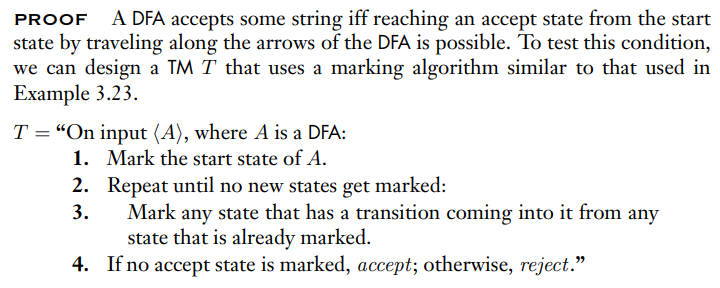 PROOF A DFA accepts some string iff reaching an accept state from the start
state by traveling along the arrows of the DFA is possible. To test this condition,
we can design a TM T that uses a marking algorithm similar to that used in
Example 3.23.
T = “On input ⟨A⟩, where A is a DFA:
1. Mark the start state of A.
2. Repeat until no new states get marked:
3. Mark any state that has a transition coming into it from any
state that is already marked.
4. If no accept state is marked, accept; otherwise, reject.”